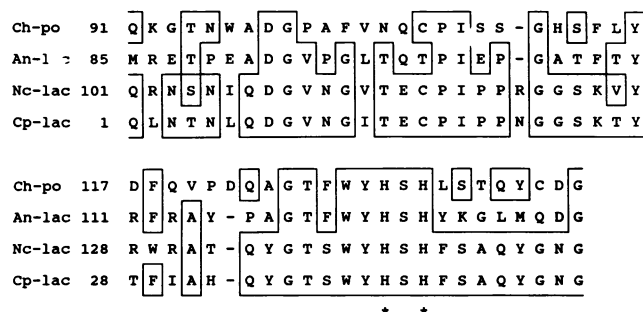 Ch-po 91 Q K G T N W A D G P A F V N Q C P I S S - G H S F L Y
An-l 85 M R E T P E A D G V P G L T Q T P I E P - G A T F T Y
Nc-lac 101 Q R N S N I Q D G V N G V T E C P I P P R G G S K V Y
Cp-lac 1 Q L N T N L Q D G V N G I T E C P I P P N G G S K T Y
Ch-po 117 D F Q V P D Q A G T F W Y H S H L S T Q Y C D G
An-lac 111 R F R A Y - P A G T F W Y H S H Y K G L M Q D G
Nc-lac 128 R W R A T - Q Y G T S W Y H S H F S A Q Y G N G
Cp-lac 28 T F I A H - Q Y G T S W Y H S H F S A Q Y G N G
* *